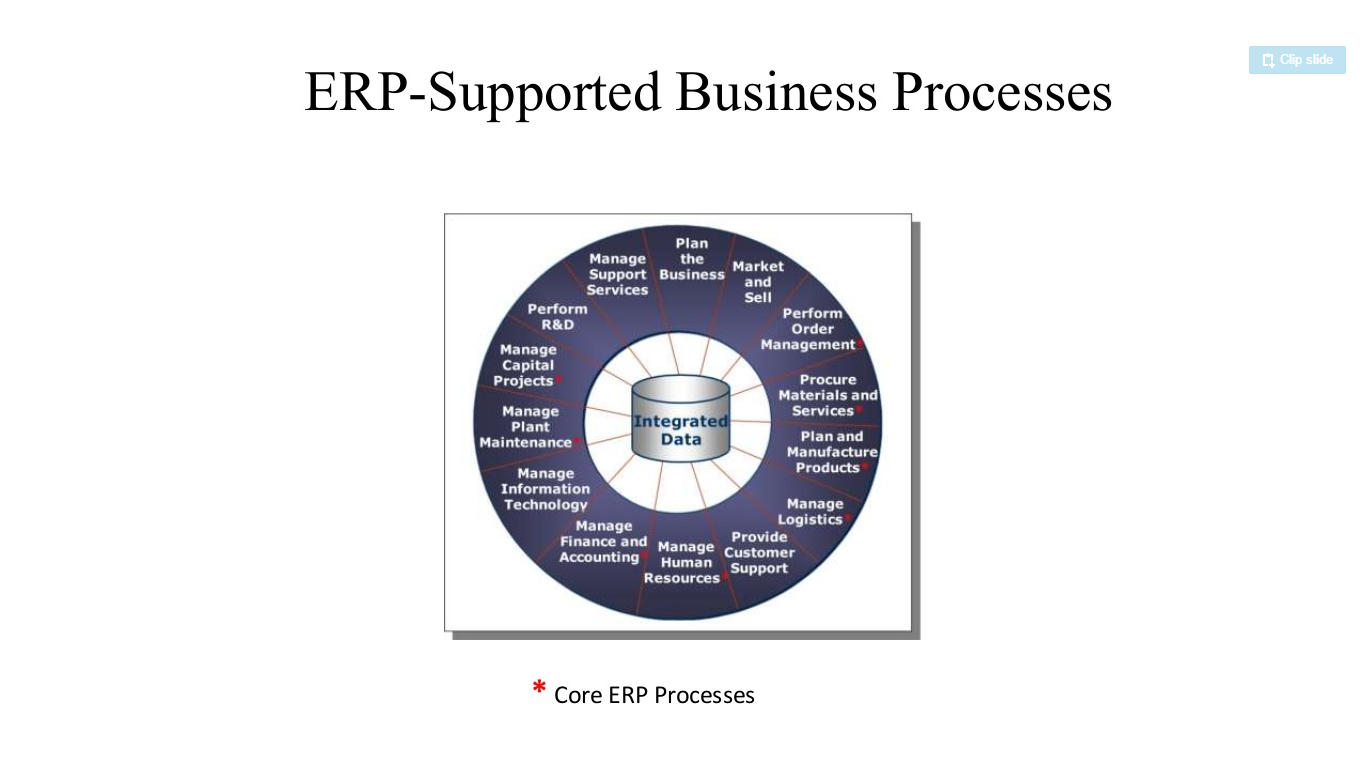 Clip slide
ERP-Supported Business Processes
Plan
the
Business
Market
and
Sell
Perform
Order
Management*
Procure
Materials and
Services*
Plan and
Manufacture
Products*
Manage
Logistics*
Provide
Customer
Support
Manage
Human
Resources*
Manage
Finance and
Accounting*
Manage
Information
Technology
Manage
Plant
Maintenance*
Manage
Capital
Projects*
Perform
R&D
Manage
Support
Services
Integrated
Data
* Core ERP Processes